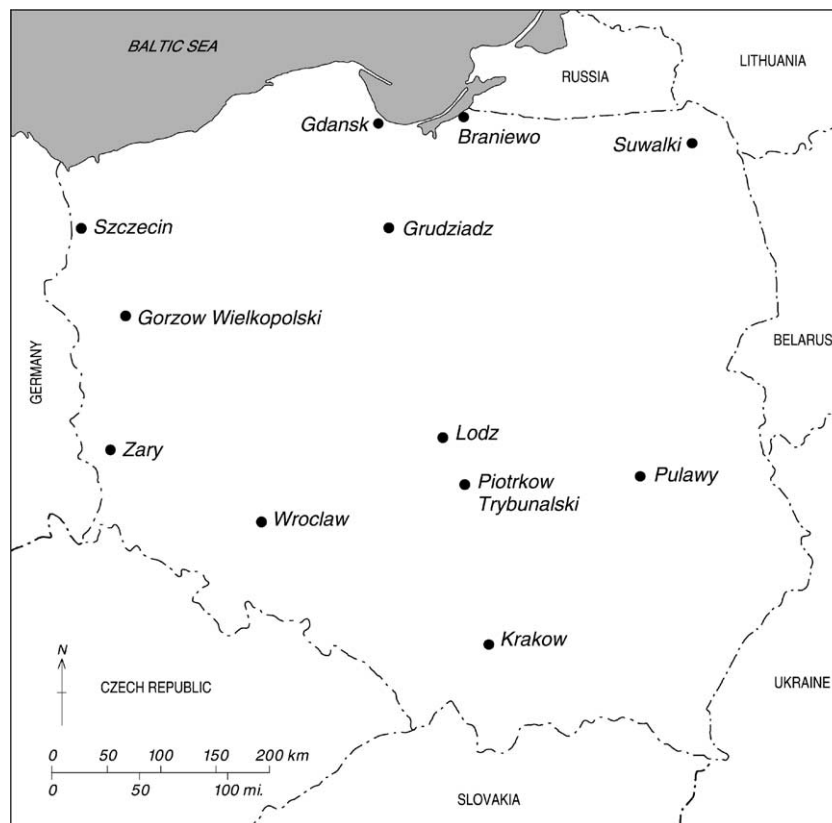 BALTIC SEA
RUSSIA
LITHUANIA
Gdansk
Braniewo
Suwalki
Szczecin
Grudziadz
Gorzow Wielkopolski
GERMANY
BELARUS
Lodz
Zary
Piotrkow
Trybunalski
Pulawy
Wroclaw
Krakow
N
CZECH REPUBLIC
UKRAINE
0 50 100 150 200 km
0 50 100 mi.
SLOVAKIA